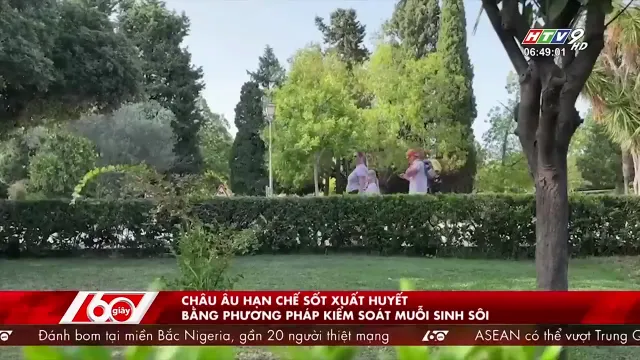 HTV9 HD
06:49:01
60 giây
CHÂU ÂU HẠN CHẾ SỐT XUẤT HUYẾT
BẰNG PHƯƠNG PHÁP KIỂM SOÁT MUỖI SINH SÔI
Đánh bom tại miền Bắc Nigeria, gần 20 người thiệt mạng 60 ASEAN có thể vượt Trung